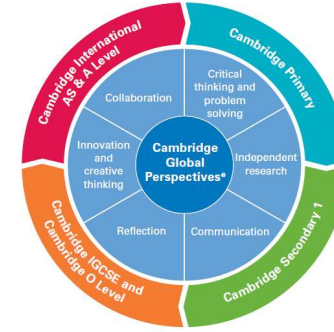 Cambridge International
AS & A Level
Cambridge Primary
Collaboration
Critical
thinking and
problem
solving
Innovation
and
creative
thinking
Cambridge
Global
Perspectives*
Independent
research
Reflection
Communication
Cambridge IGCSE and
Cambridge O Level
Cambridge Secondary 1